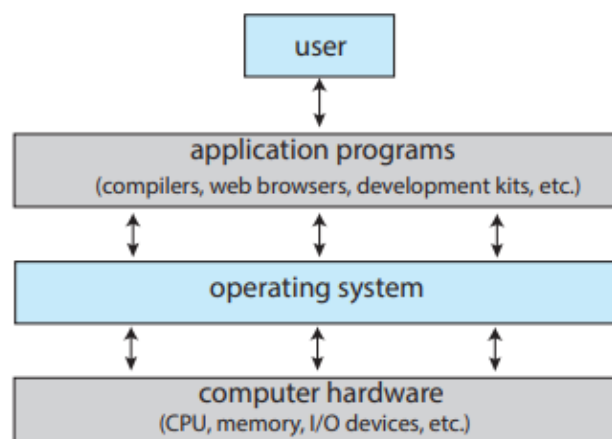 user
application programs
(compilers, web browsers, development kits, etc.)
operating system
computer hardware
(CPU, memory, I/O devices, etc.)